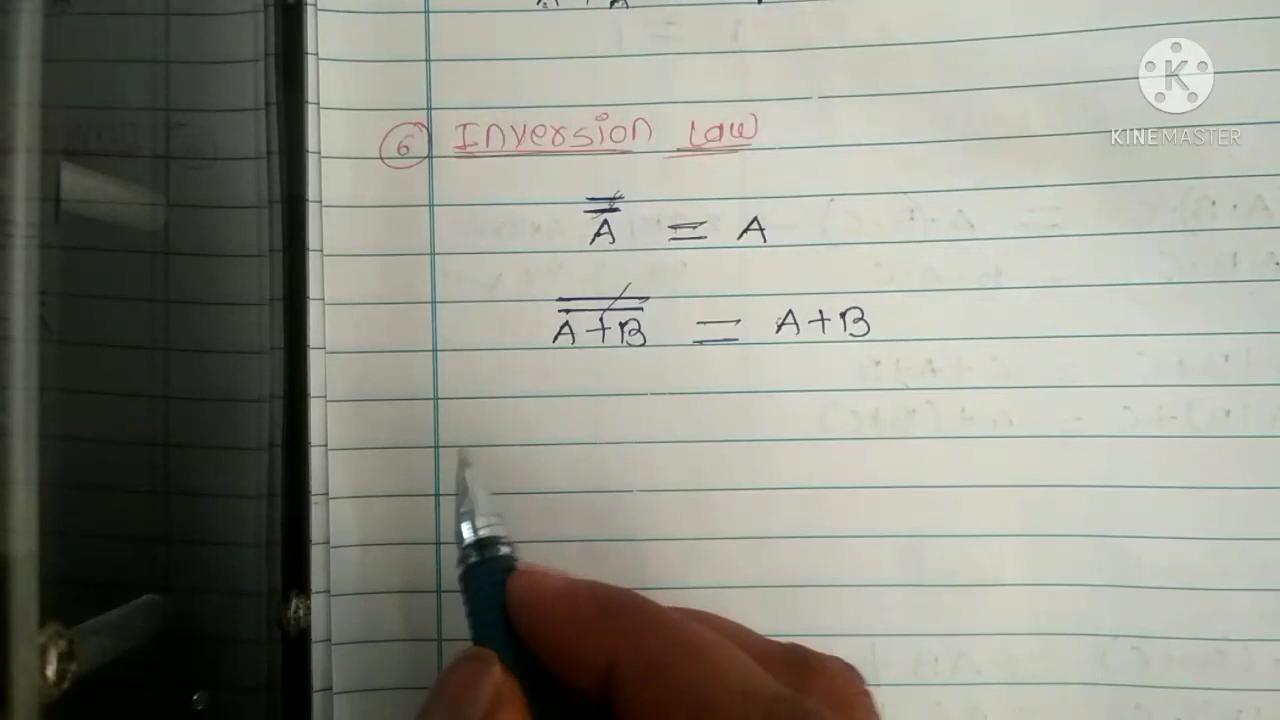 K
KINEMASTER
6 Inversion Law
A̿ = A
A̿+̿B̿ = A+B